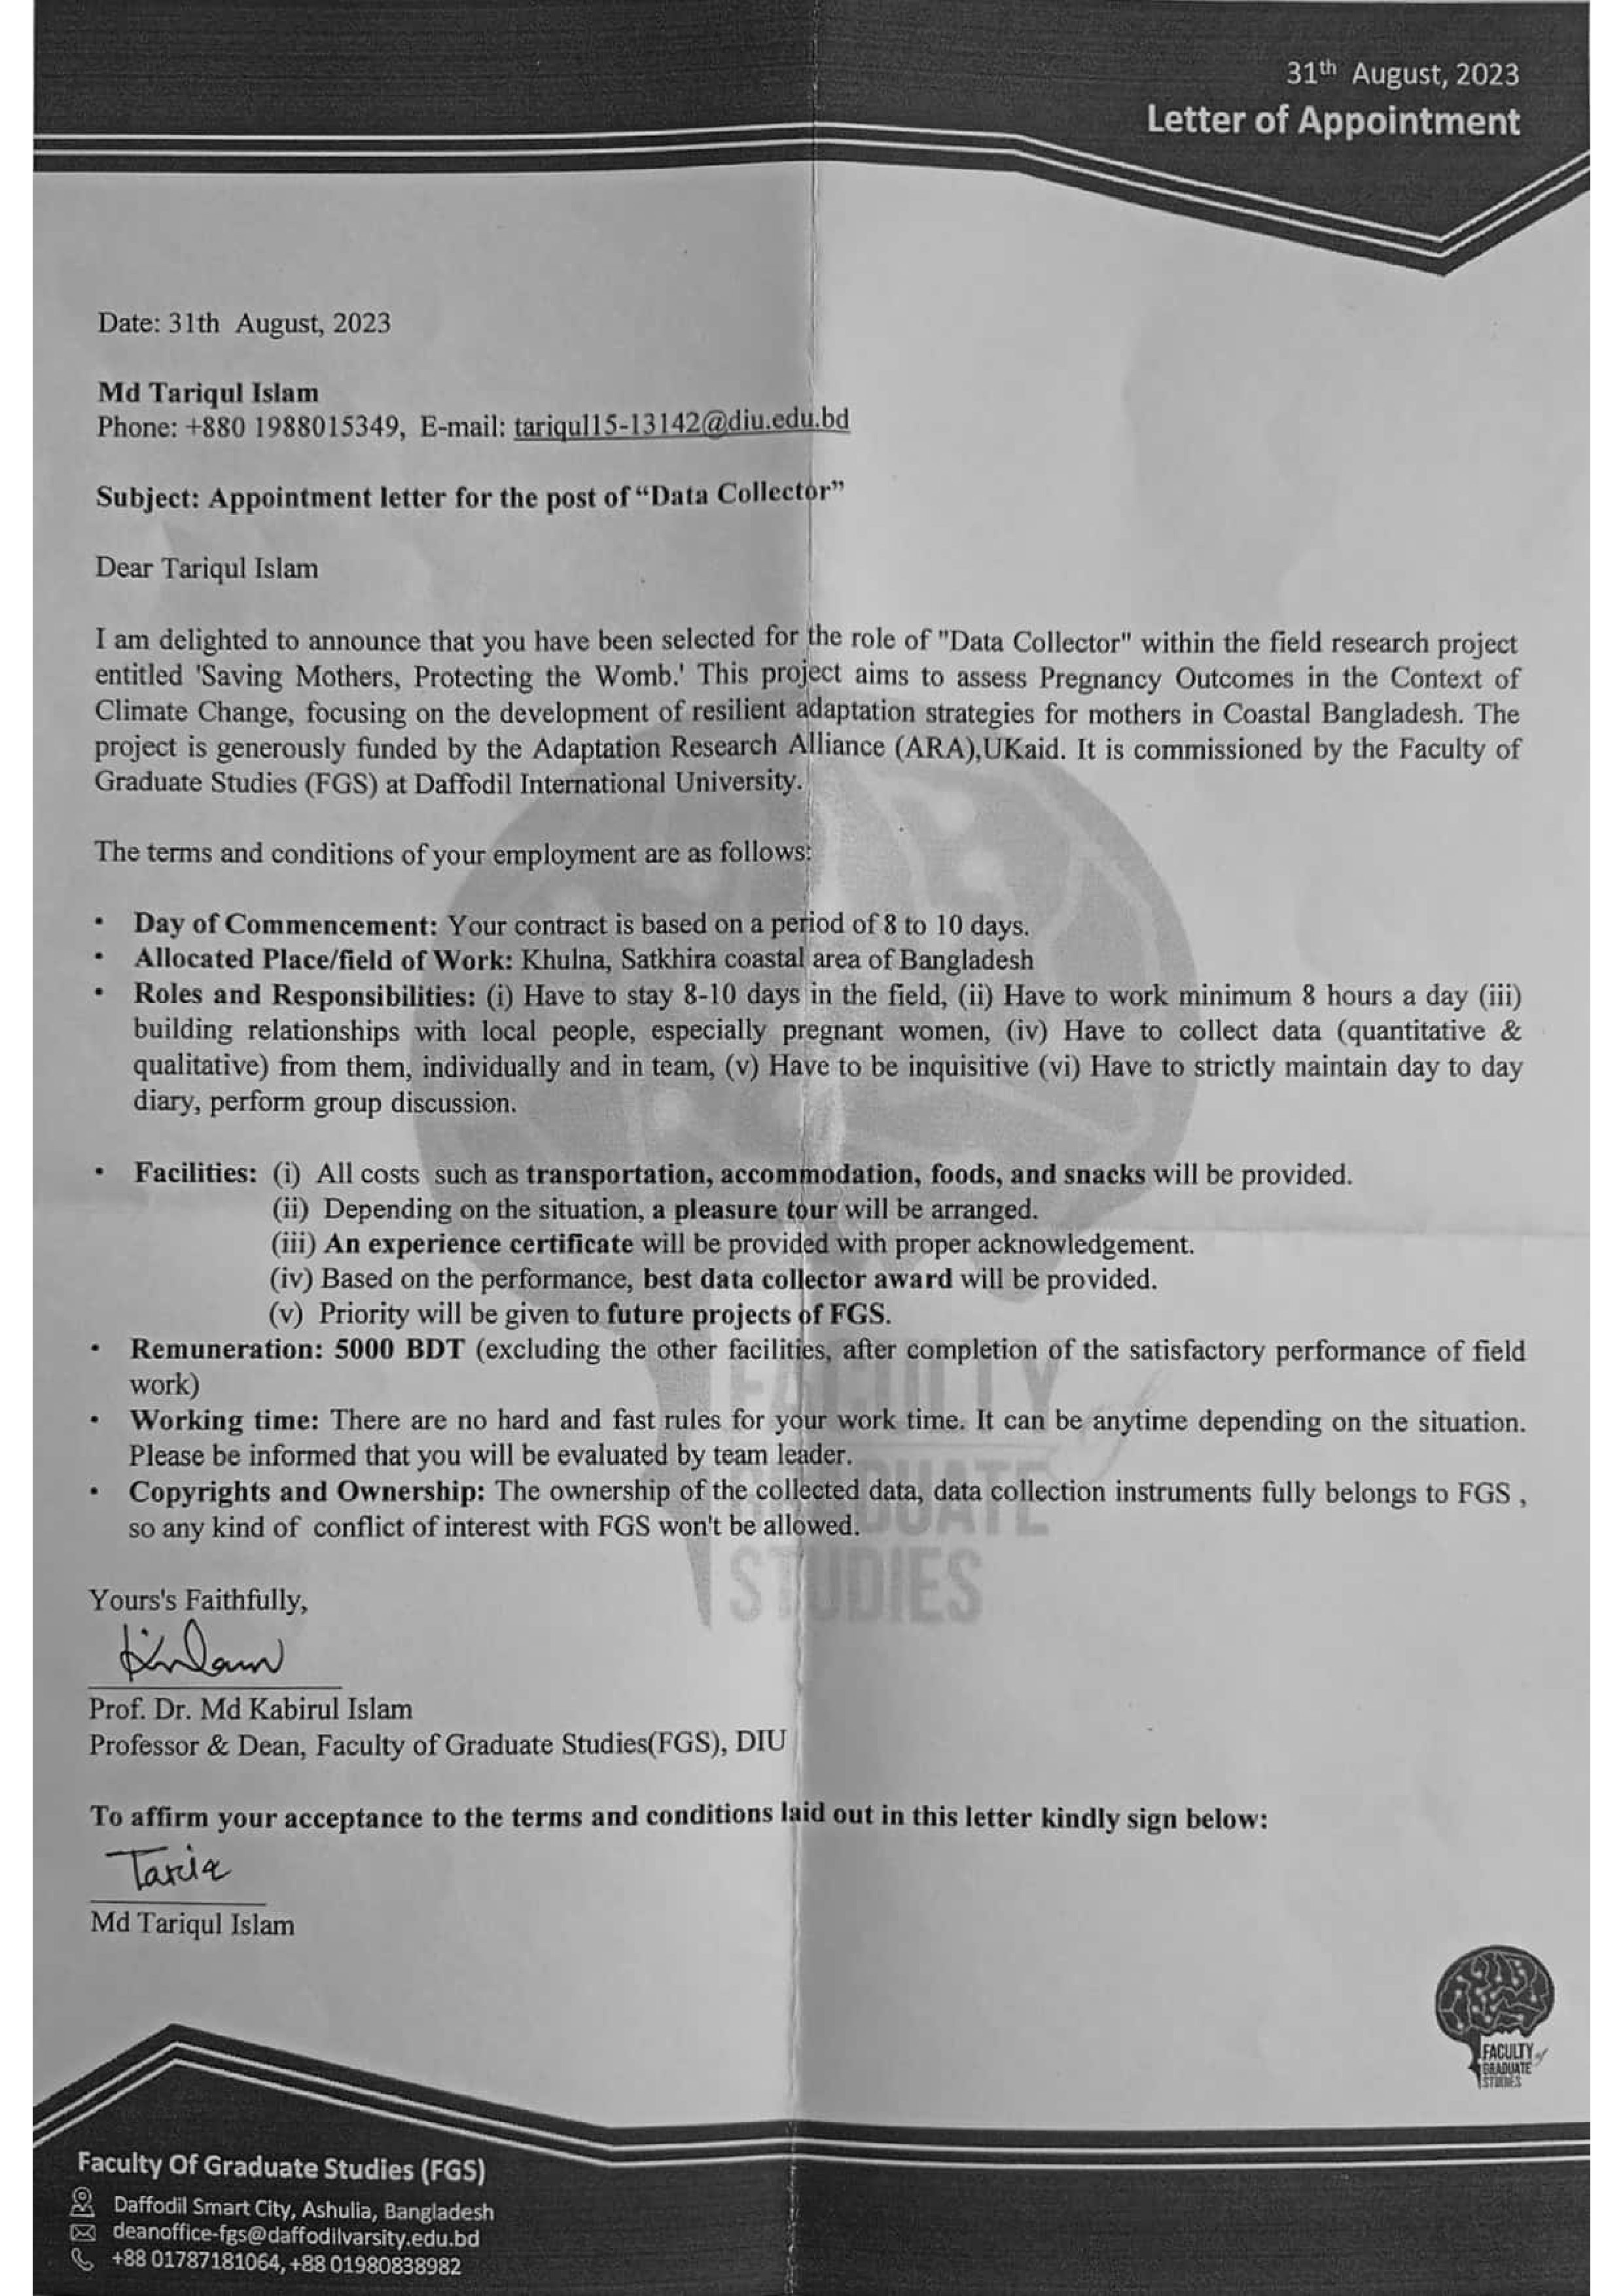 31th August, 2023
Letter of Appointment
Date: 31th August, 2023
Md Tariqul Islam
Phone: +880 1988015349, E-mail: tariqul15-13142@diu.edu.bd
Subject: Appointment letter for the post of “Data Collector”
Dear Tariqul Islam
I am delighted to announce that you have been selected for the role of "Data Collector" within the field research project
entitled 'Saving Mothers, Protecting the Womb.' This project aims to assess Pregnancy Outcomes in the Context of
Climate Change, focusing on the development of resilient adaptation strategies for mothers in Coastal Bangladesh. The
project is generously funded by the Adaptation Research Alliance (ARA),UKaid. It is commissioned by the Faculty of
Graduate Studies (FGS) at Daffodil International University.
The terms and conditions of your employment are as follows:
• Day of Commencement: Your contract is based on a period of 8 to 10 days.
• Allocated Place/field of Work: Khulna, Satkhira coastal area of Bangladesh
• Roles and Responsibilities: (i) Have to stay 8-10 days in the field, (ii) Have to work minimum 8 hours a day (iii)
building relationships with local people, especially pregnant women, (iv) Have to collect data (quantitative &
qualitative) from them, individually and in team, (v) Have to be inquisitive (vi) Have to strictly maintain day to day
diary, perform group discussion.
• Facilities: (i) All costs such as transportation, accommodation, foods, and snacks will be provided.
(ii) Depending on the situation, a pleasure tour will be arranged.
(iii) An experience certificate will be provided with proper acknowledgement.
(iv) Based on the performance, best data collector award will be provided.
(v) Priority will be given to future projects of FGS.
• Remuneration: 5000 BDT (excluding the other facilities, after completion of the satisfactory performance of field
work)
• Working time: There are no hard and fast rules for your work time. It can be anytime depending on the situation.
Please be informed that you will be evaluated by team leader.
• Copyrights and Ownership: The ownership of the collected data, data collection instruments fully belongs to FGS ,
so any kind of conflict of interest with FGS won't be allowed.
FACULTY
GRADUATE
STUDIES
Yours's Faithfully,
Prof. Dr. Md Kabirul Islam
Professor & Dean, Faculty of Graduate Studies(FGS), DIU
To affirm your acceptance to the terms and conditions laid out in this letter kindly sign below:
Md Tariqul Islam
FACULTY of
GRADUATE
STUDIES
Faculty Of Graduate Studies (FGS)
Daffodil Smart City, Ashulia, Bangladesh
deanoffice-fgs@daffodilvarsity.edu.bd
+88 01787181064, +88 01980838982